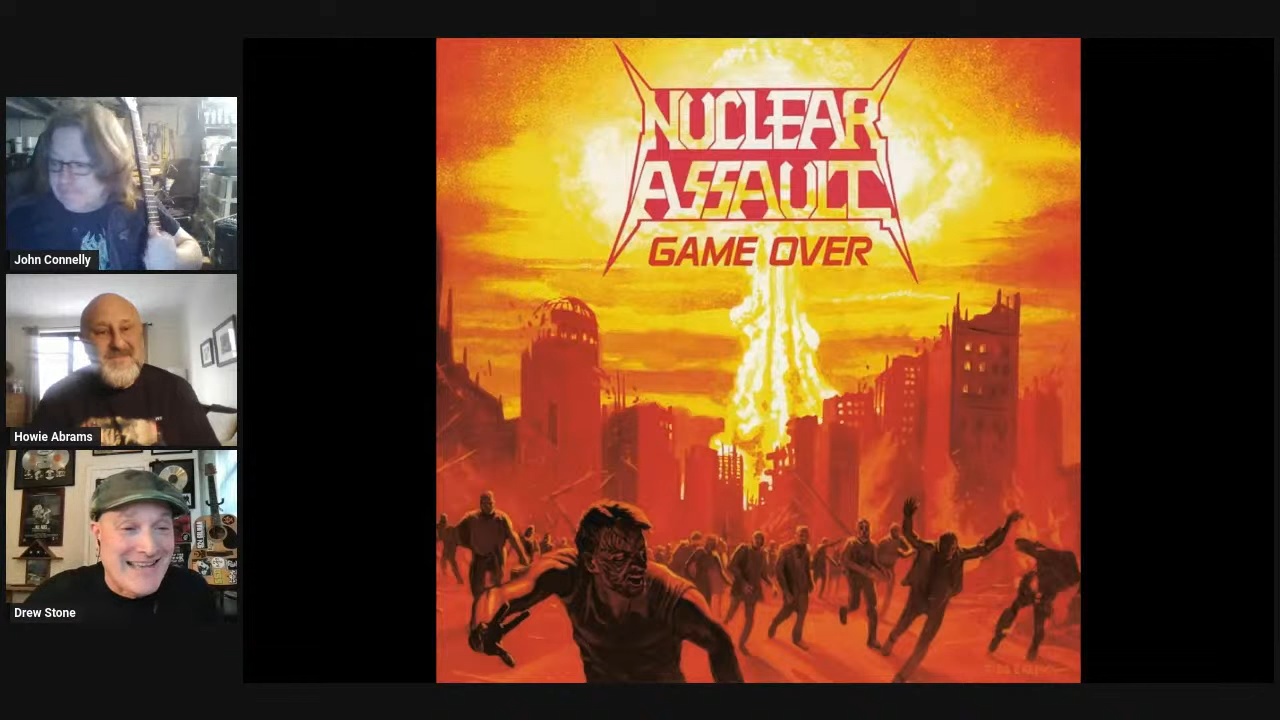 NUCLEAR
ASSAULT
GAME OVER
John Connelly
Howie Abrams
Drew Stone